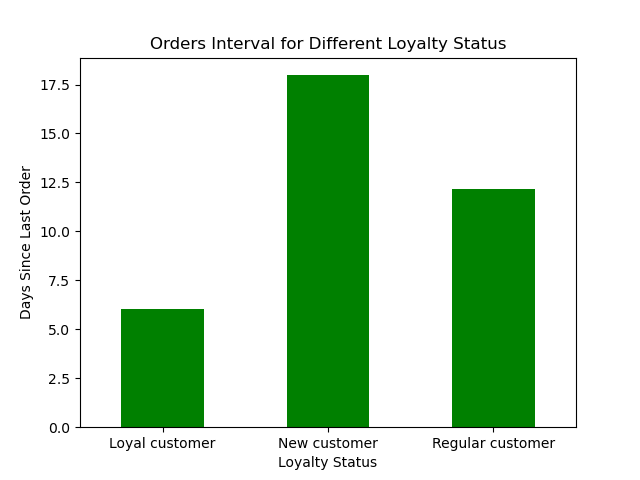 Orders Interval for Different Loyalty Status
17.5
15.0
12.5
10.0
7.5
5.0
2.5
0.0
Days Since Last Order
Loyal customer
New customer
Regular customer
Loyalty Status